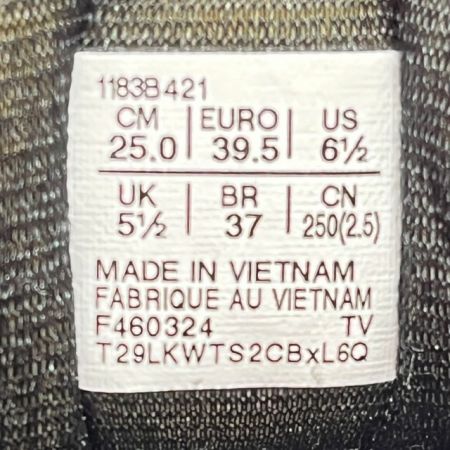 1183B421
CM | EURO | US
25.0 | 39.5 | 6½
UK | BR | CN
5½ | 37 | 250(2.5)
MADE IN VIETNAM
FABRIQUE AU VIETNAM
F460324 TV
T29LKWTS2CBxL6Q